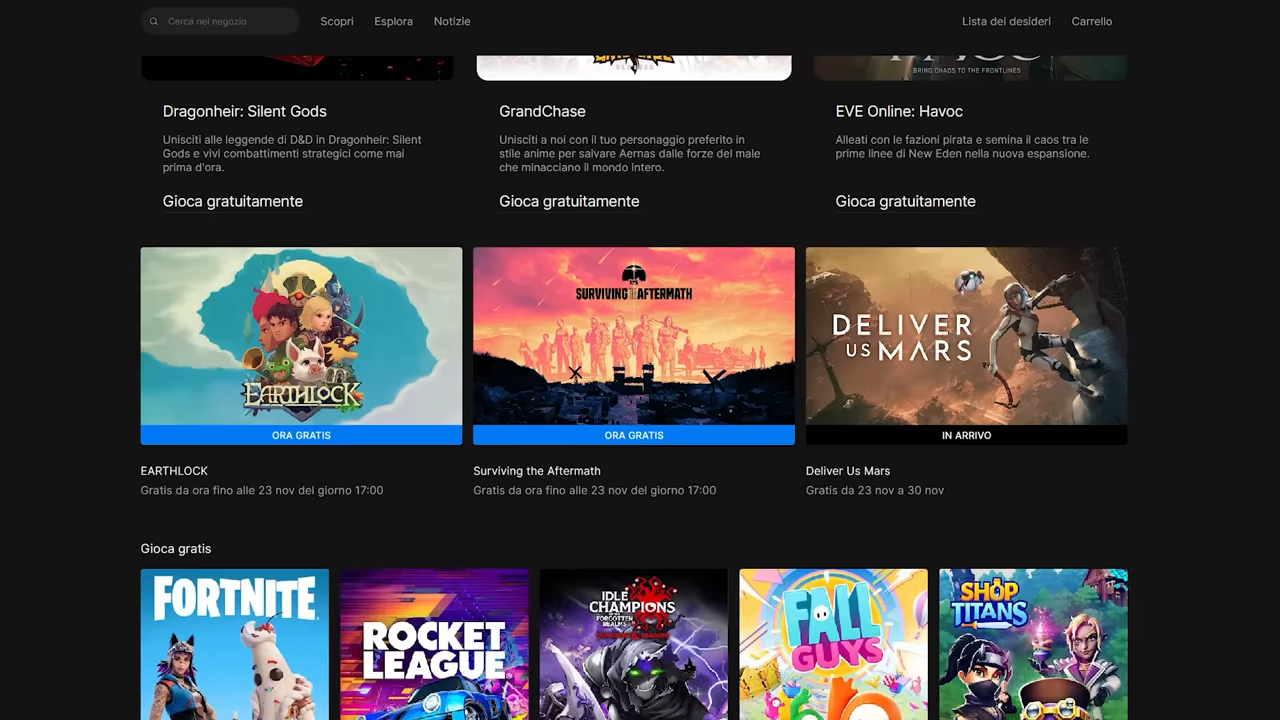 Cerca nel negozio
Scopri
Esplora
Notizie
Lista dei desideri
Carrello
BRING CHAOS TO THE FRONTLINES
Dragonheir: Silent Gods
GrandChase
EVE Online: Havoc
Unisciti alle leggende di D&D in Dragonheir: Silent
Gods e vivi combattimenti strategici come mai
prima d'ora.
Unisciti a noi con il tuo personaggio preferito in
stile anime per salvare Aernas dalle forze del male
che minacciano il mondo intero.
Alleati con le fazioni pirata e semina il caos tra le
prime linee di New Eden nella nuova espansione.
Gioca gratuitamente
Gioca gratuitamente
Gioca gratuitamente
EARTHLOCK
SURVIVING THE AFTERMATH
DELIVER
US MARS
ORA GRATIS
ORA GRATIS
IN ARRIVO
EARTHLOCK
Surviving the Aftermath
Deliver Us Mars
Gratis da ora fino alle 23 nov del giorno 17:00
Gratis da ora fino alle 23 nov del giorno 17:00
Gratis da 23 nov a 30 nov
Gioca gratis
FORTNITE
ROCKET
LEAGUE
IDLE
CHAMPIONS
OF THE
FORGOTTEN
REALMS
DUNGEONS & DRAGONS
FALL
GUYS
SHOP
TITANS